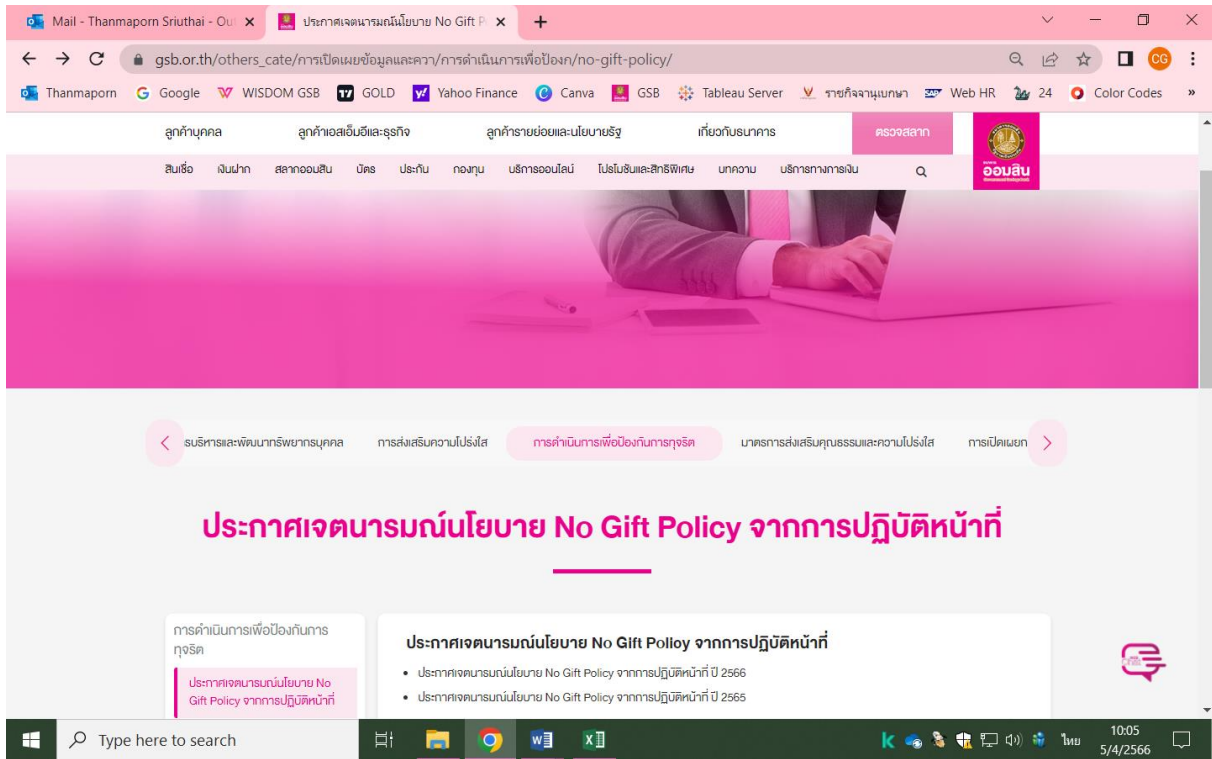 Mail - Thanmaporn Sriuthai - Ou
ประกาศเจตนารมณ์นโยบาย No Gift P
gsb.or.th/others_cate/การเปิดเผยข้อมูลและควา/การดำเนินการเพื่อป้องก/no-gift-policy/
CG
Thanmaporn Google WISDOM GSB GOLD Yahoo Finance Canva GSB Tableau Server ราชกิจจานุเบกษา Web HR 24 Color Codes »
ลูกค้าบุคคล ลูกค้าเอสเอ็มอีและธุรกิจ ลูกค้ารายย่อยและนโยบายรัฐ เกี่ยวกับธนาคาร ตรวจสลาก
สินเชื่อ เงินฝาก สลากออมสิน บัตร ประกัน กองทุน บริการออนไลน์ โปรโมชันและสิทธิพิเศษ บทความ บริการทางการเงิน
ออมสิน
รบริหารและพัฒนาทรัพยากรบุคคล การส่งเสริมความโปร่งใส การดำเนินการเพื่อป้องกันการทุจริต มาตรการส่งเสริมคุณธรรมและความโปร่งใส การเปิดเผยก
ประกาศเจตนารมณ์นโยบาย No Gift Policy จากการปฏิบัติหน้าที่
การดำเนินการเพื่อป้องกันการ
ทุจริต
ประกาศเจตนารมณ์นโยบาย No
Gift Policy จากการปฏิบัติหน้าที่
ประกาศเจตนารมณ์นโยบาย No Gift Polioy จากการปฏิบัติหน้าที่
• ประกาศเจตนารมณ์นโยบาย No Gift Policy จากการปฏิบัติหน้าที่ ปี 2566
• ประกาศเจตนารมณ์นโยบาย No Gift Policy จากการปฏิบัติหน้าที่ ปี 2565
Type here to search
ไทย
10:05
5/4/2566